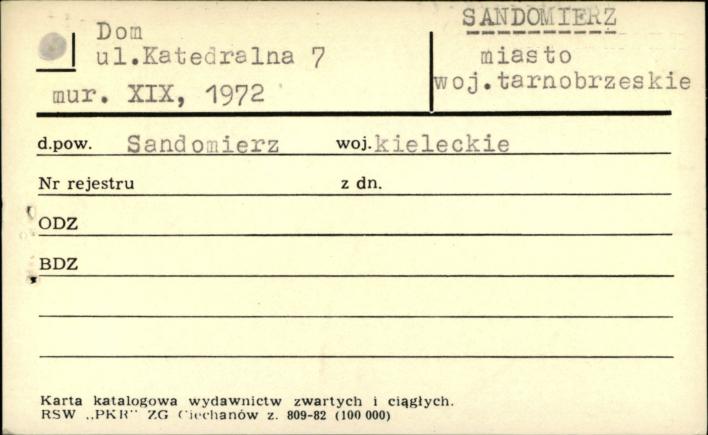 Dom
ul.Katedralna 7
mur. XIX, 1972
SANDOMIERZ
miasto
woj.tarnobrzeskie
d.pow. Sandomierz woj.kieleckie
Nr rejestru z dn.
ODZ
BDZ
Karta katalogowa wydawnictw zwartych i ciągłych.
RSW „PKR" ZG Ciechanów z. 809-82 (100 000)